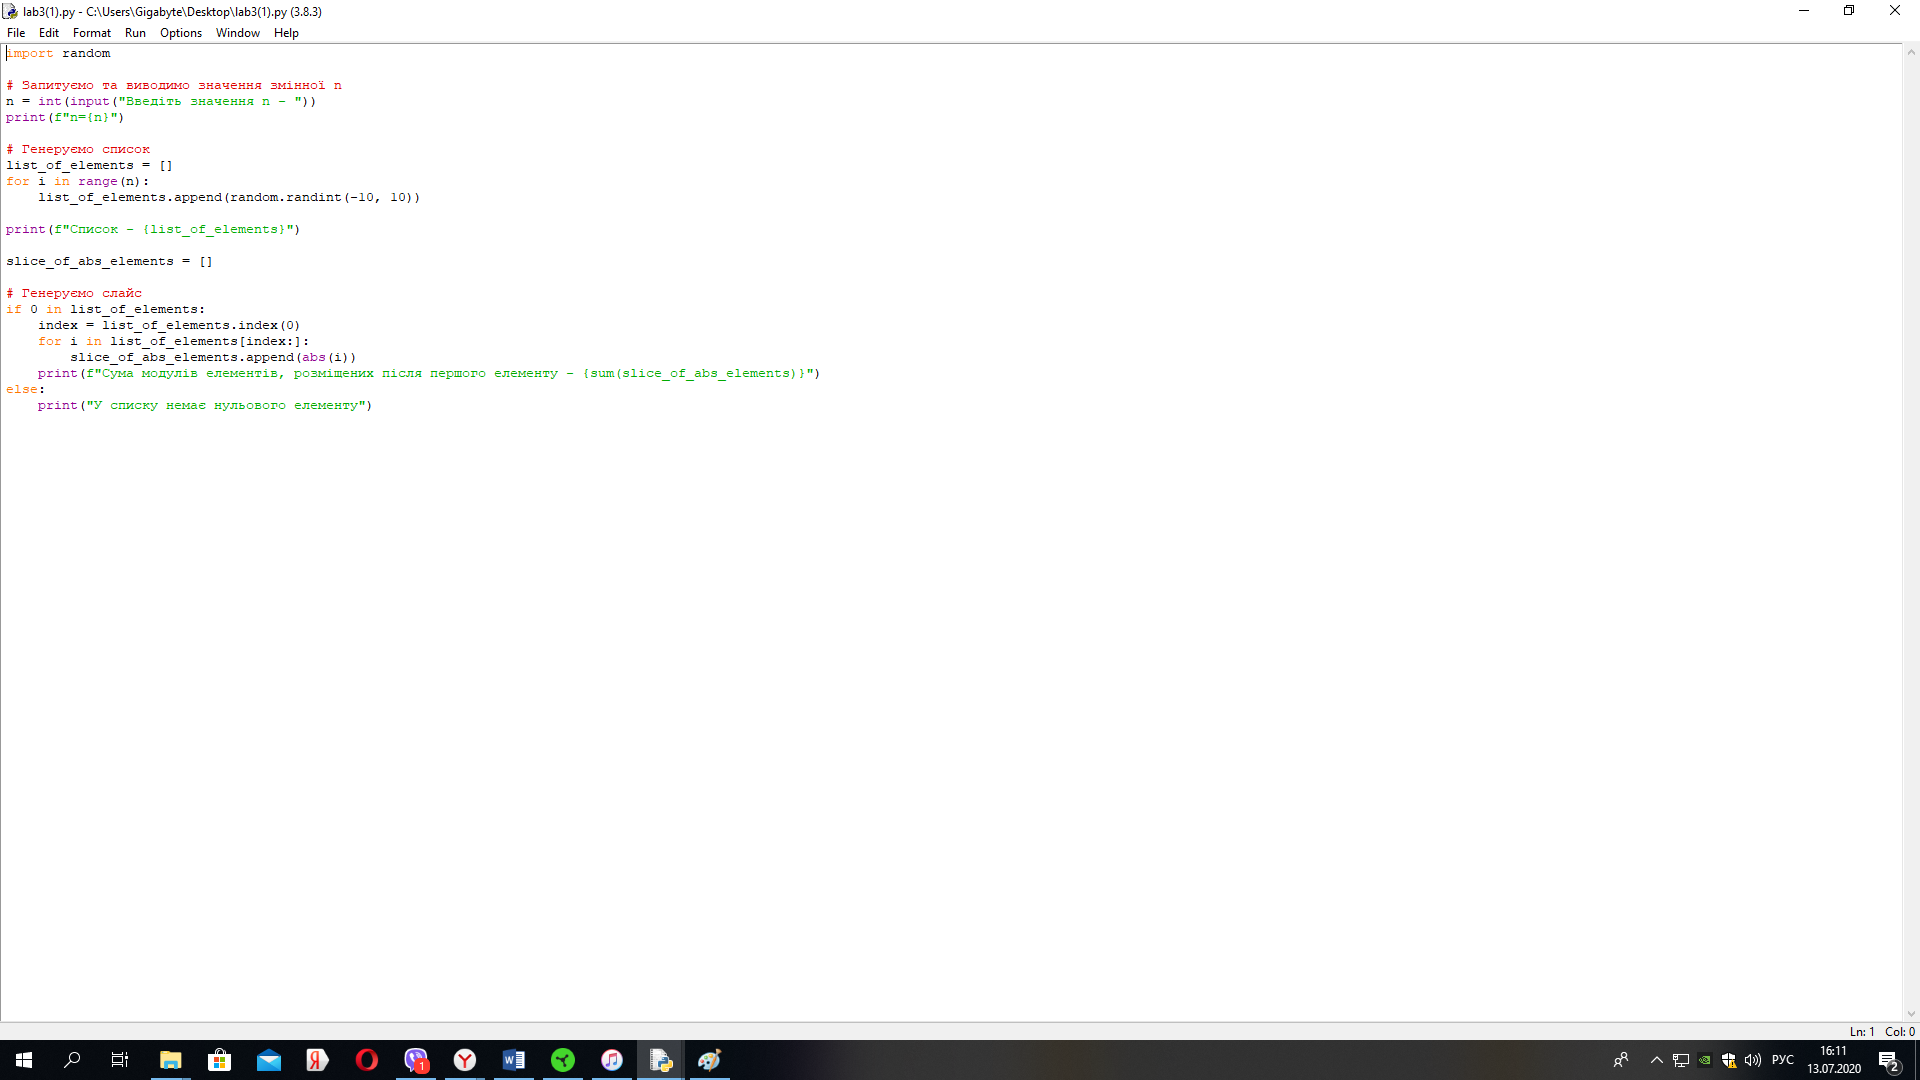 lab3(1).py - C:\Users\Gigabyte\Desktop\lab3(1).py (3.8.3)
File Edit Format Run Options Window Help
import random
# Запитуємо та виводимо значення змінної n
n = int(input("Введіть значення n - "))
print(f"n={n}")
# Генеруємо список
list_of_elements = []
for i in range(n):
    list_of_elements.append(random.randint(-10, 10))
print(f"Список - {list_of_elements}")
slice_of_abs_elements = []
# Генеруємо слайс
if 0 in list_of_elements:
    index = list_of_elements.index(0)
    for i in list_of_elements[index:]:
        slice_of_abs_elements.append(abs(i))
    print(f"Сума модулів елементів, розміщених після першого елементу - {sum(slice_of_abs_elements)}")
else:
    print("У списку немає нульового елементу")
Ln: 1 Col: 0
1
РУС
16:11
13.07.2020
2